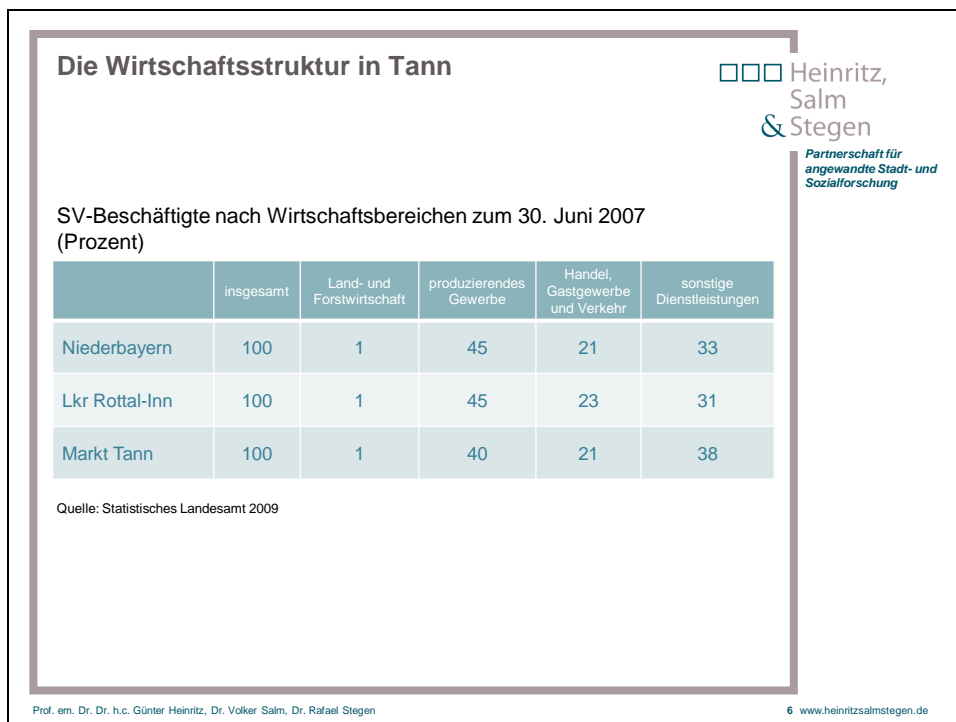 Die Wirtschaftsstruktur in Tann
Heinritz,
Salm
& Stegen
Partnerschaft für
angewandte Stadt- und
Sozialforschung
SV-Beschäftigte nach Wirtschaftsbereichen zum 30. Juni 2007
(Prozent)
insgesamt Land- und Forstwirtschaft produzierendes Gewerbe Handel, Gastgewerbe und Verkehr sonstige Dienstleistungen
Niederbayern 100 1 45 21 33
Lkr Rottal-Inn 100 1 45 23 31
Markt Tann 100 1 40 21 38
Quelle: Statistisches Landesamt 2009
Prof. em. Dr. Dr. h.c. Günter Heinritz, Dr. Volker Salm, Dr. Rafael Stegen 6 www.heinritzsalmstegen.de